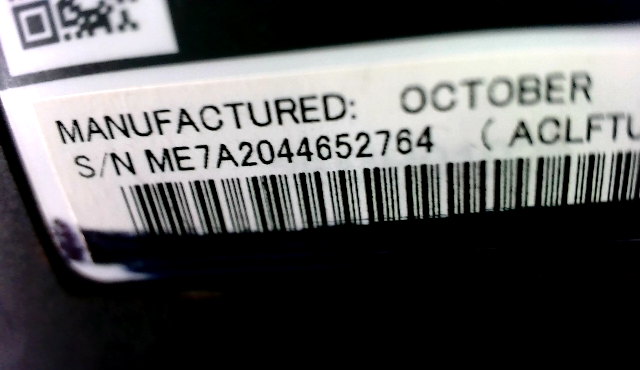 MANUFACTURED: OCTOBER
S/N ME7A2044652764 ( ACLFTU